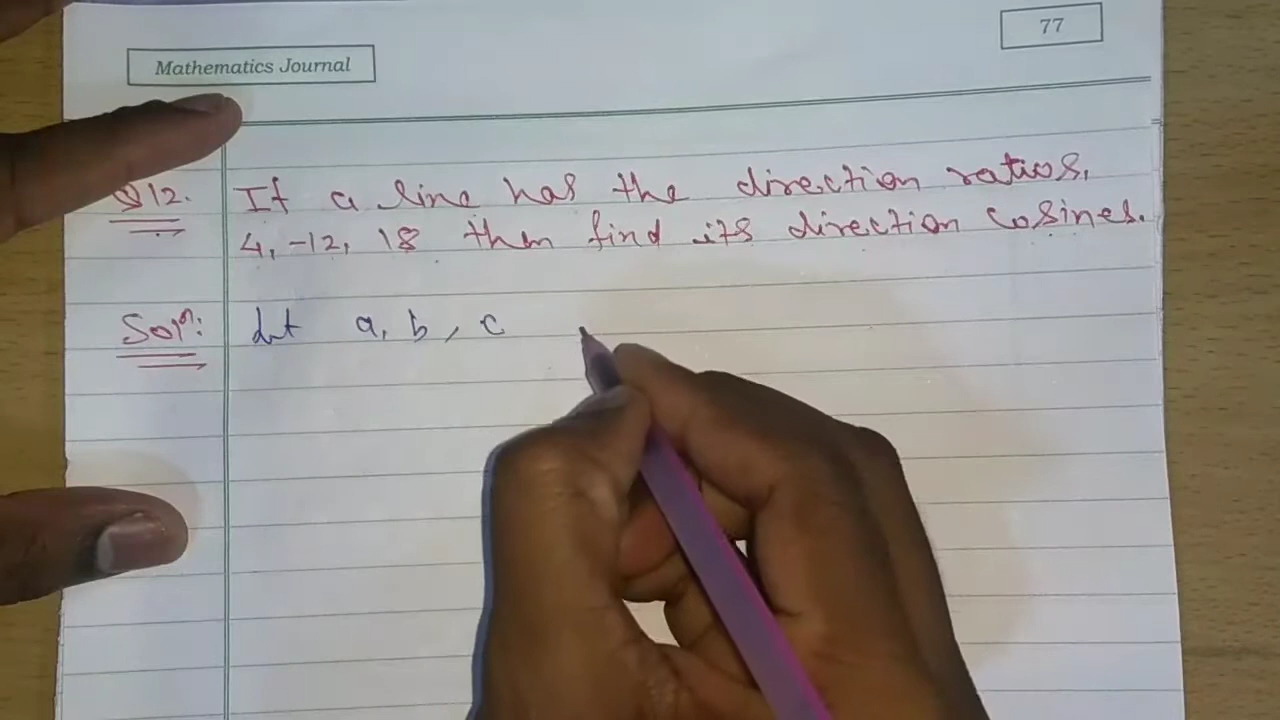 77
Mathematics Journal
Q12. If a line has the direction ratios,
4, -12, 18 then find its direction cosines.
Solⁿ: Let a, b, c